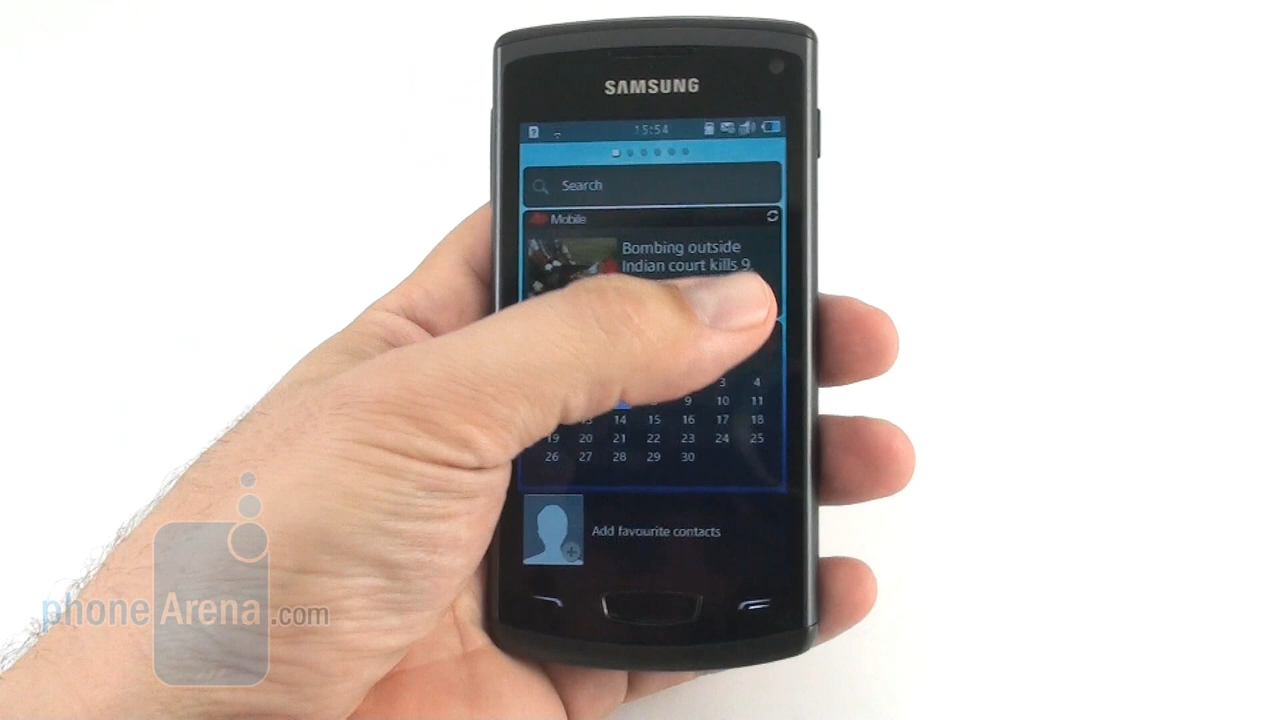 SAMSUNG
15:54
Search
Mobile
Bombing outside
Indian court kills 9
3 4
9 10 11
14 15 16 17 18
19 20 21 22 23 24 25
26 27 28 29 30
Add favourite contacts
phoneArena.com